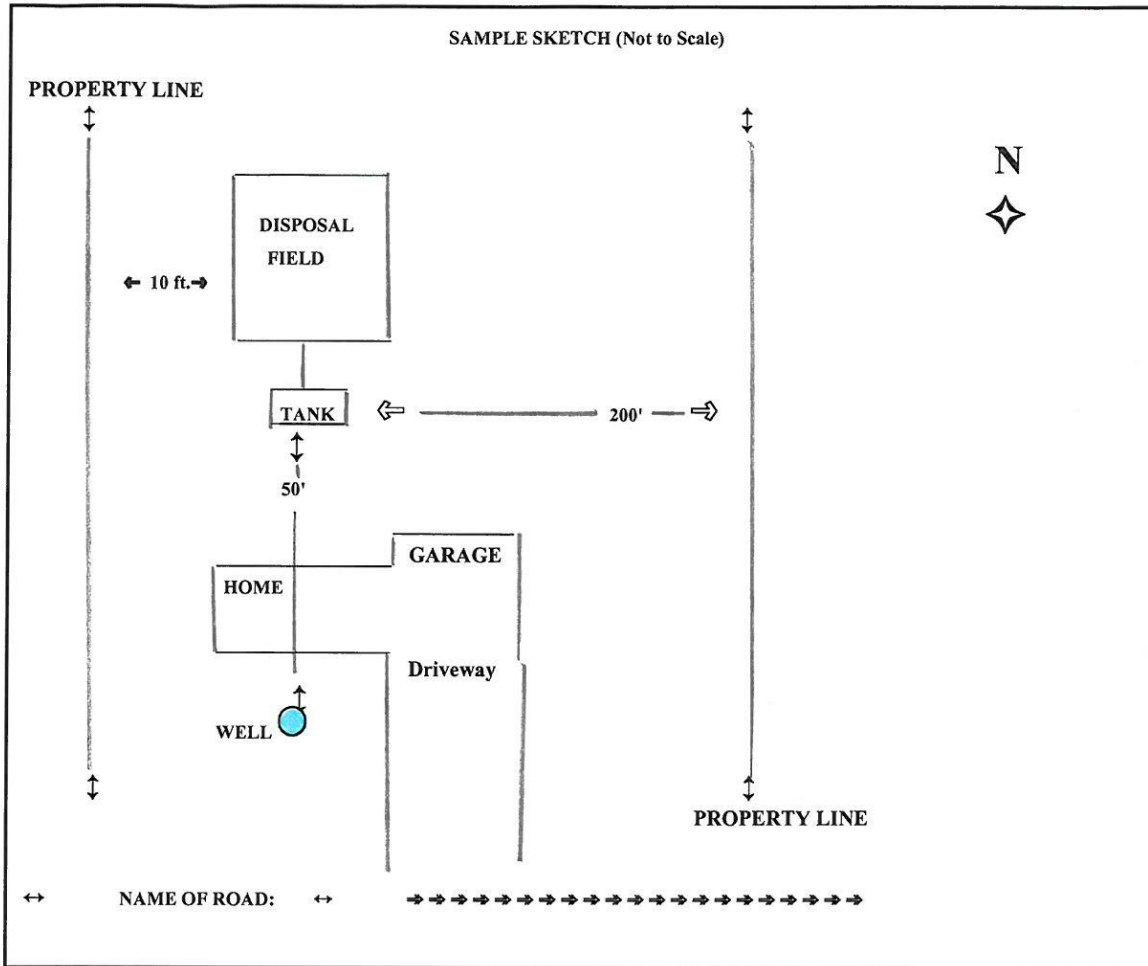 SAMPLE SKETCH (Not to Scale)
PROPERTY LINE
N
DISPOSAL
FIELD
10 ft.
TANK
200'
50'
GARAGE
HOME
Driveway
WELL
PROPERTY LINE
NAME OF ROAD: